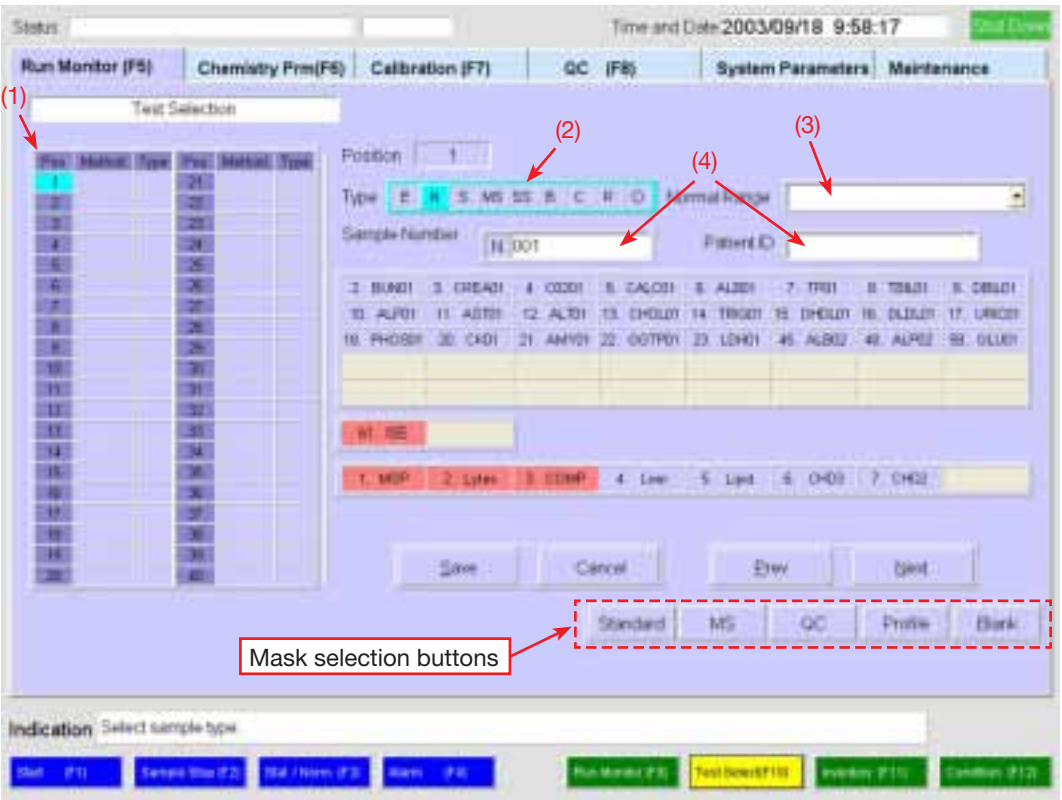 Status Time and Date 2003/09/18 9:58:17 Shut Down
Run Monitor (F5) Chemistry Prm(F6) Calibration (F7) QC (F8) System Parameters Maintenance
(1)
Test Selection
(2) (3)
(4)
Position 1
Pos Method Type Pos Method Type
Type E N S MS SS B C R O Normal Range
Sample Number N 001 Patient ID
1 21
2 22
3 23
4 24
5 25
6 26
7 27
8 28
9 29
10 30
11 31
12 32
13 33
14 34
15 35
16 36
17 37
18 38
19 39
20 40
2. BUN01 3. CREA01 4. CO201 5. CALC01 6. ALB01 7. TP01 8. TBIL01 9. DBIL01
10. ALP01 11. AST01 12. ALT01 13. CHOL01 14. TRIG01 15. DHDL01 16. DLDL01 17. URIC01
18. PHOS01 20. CK01 21. AMY01 22. GGTP01 23. LDH01 45. ALB02 49. ALP02 59. GLU01
61. ISE
1. MBP 2. Lytes 3. COMP 4. Liver 5. Lipid 6. CHD3 7. CHD2
Save Cancel Prev Next
Standard MS QC Profile Blank
Mask selection buttons
Indication Select sample type.
Start (F1) Sample Stop (F2) Stat / Norm (F3) Alarm (F4) Run Monitor (F9) Test Select(F10) Inventory (F11) Condition (F12)